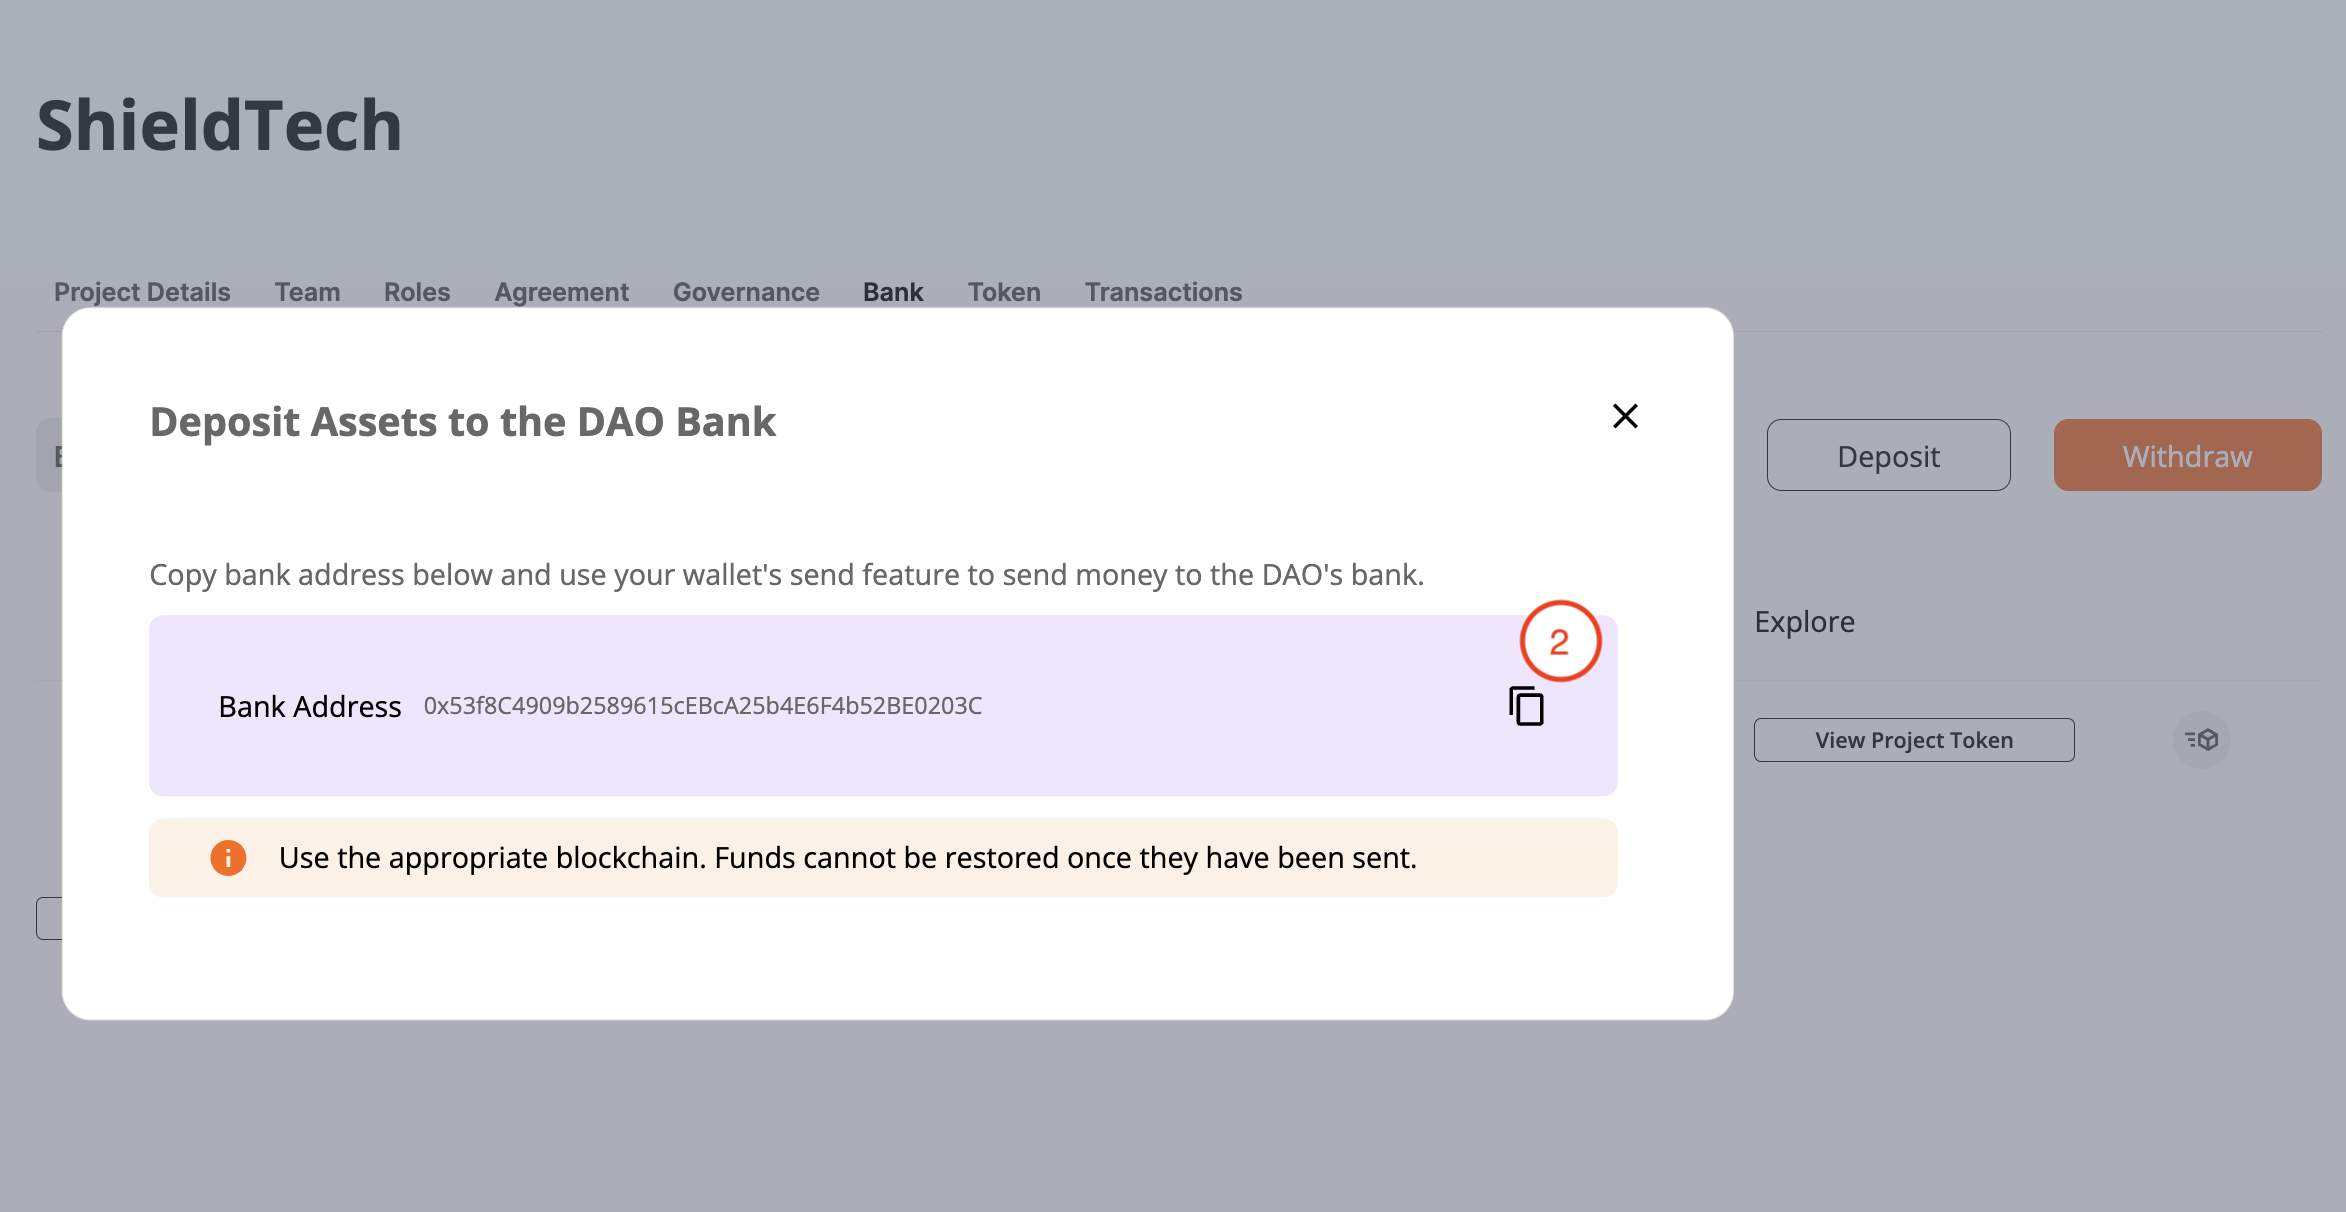 ShieldTech
Project Details Team Roles Agreement Governance Bank Token Transactions
Deposit Assets to the DAO Bank
Deposit Withdraw
Copy bank address below and use your wallet's send feature to send money to the DAO's bank.
2
Bank Address 0x53f8C4909b2589615cEBcA25b4E6F4b52BE0203C
Use the appropriate blockchain. Funds cannot be restored once they have been sent.
Explore
View Project Token